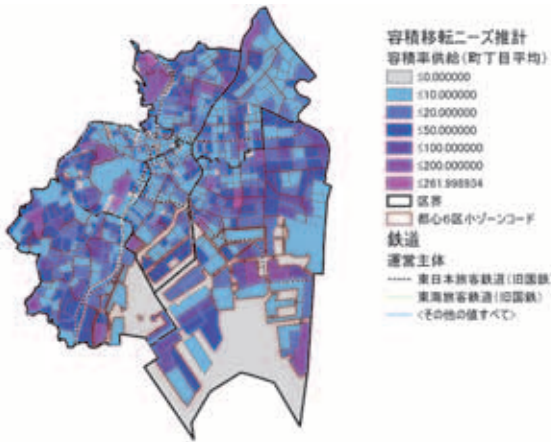 容積移転ニーズ推計
容積率供給(町丁目平均)
≦0.000000
≦10.000000
≦20.000000
≦50.000000
≦100.000000
≦200.000000
≦261.998934
区界
都心6区小ゾーンコード
鉄道
運営主体
東日本旅客鉄道(旧国鉄
東海旅客鉄道(旧国鉄)
<その他の値すべて>